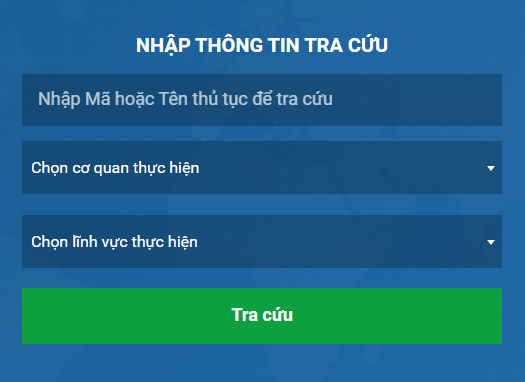 NHẬP THÔNG TIN TRA CỨU
Nhập Mã hoặc Tên thủ tục để tra cứu
Chọn cơ quan thực hiện
Chọn lĩnh vực thực hiện
Tra cứu